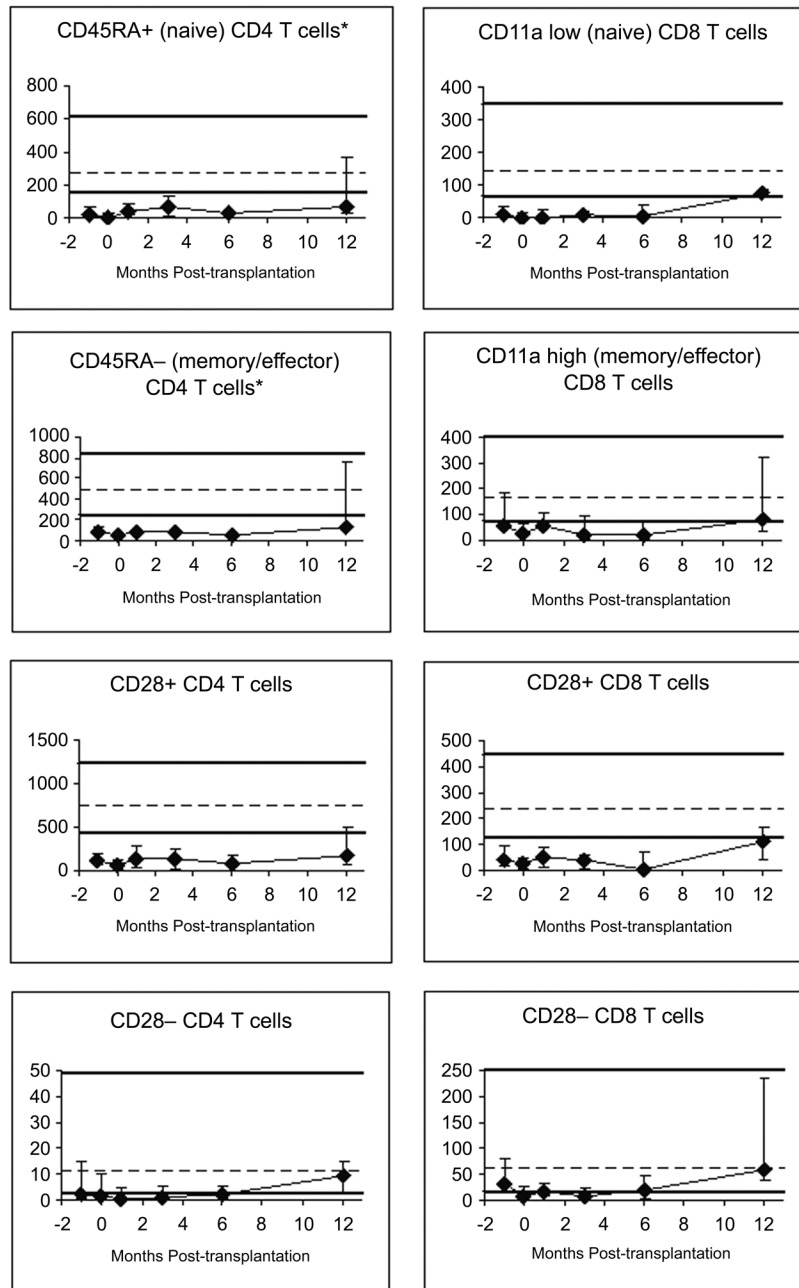 CD45RA+ (naive) CD4 T cells*
800
600
400
200
0
-2 0 2 4 6 8 10 12
Months Post-transplantation
CD11a low (naive) CD8 T cells
400
300
200
100
0
-2 0 2 4 6 8 10 12
Months Post-transplantation
CD45RA– (memory/effector)
CD4 T cells*
1000
800
600
400
200
0
-2 0 2 4 6 8 10 12
Months Post-transplantation
CD11a high (memory/effector)
CD8 T cells
400
300
200
100
0
-2 0 2 4 6 8 10 12
Months Post-transplantation
CD28+ CD4 T cells
1500
1000
500
0
-2 0 2 4 6 8 10 12
Months Post-transplantation
CD28+ CD8 T cells
500
400
300
200
100
0
-2 0 2 4 6 8 10 12
Months Post-transplantation
CD28– CD4 T cells
50
40
30
20
10
0
-2 0 2 4 6 8 10 12
Months Post-transplantation
CD28– CD8 T cells
250
200
150
100
50
0
-2 0 2 4 6 8 10 12
Months Post-transplantation